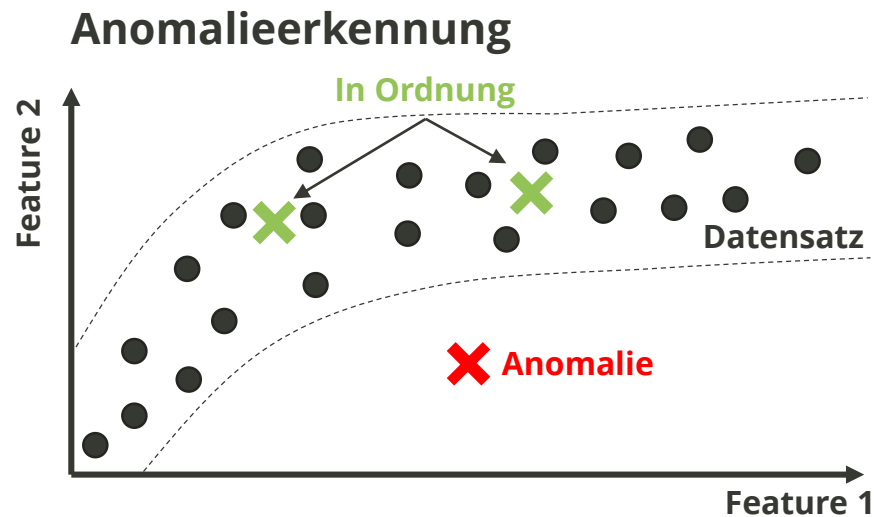 Anomalieerkennung
In Ordnung
Feature 2
Datensatz
Anomalie
Feature 1